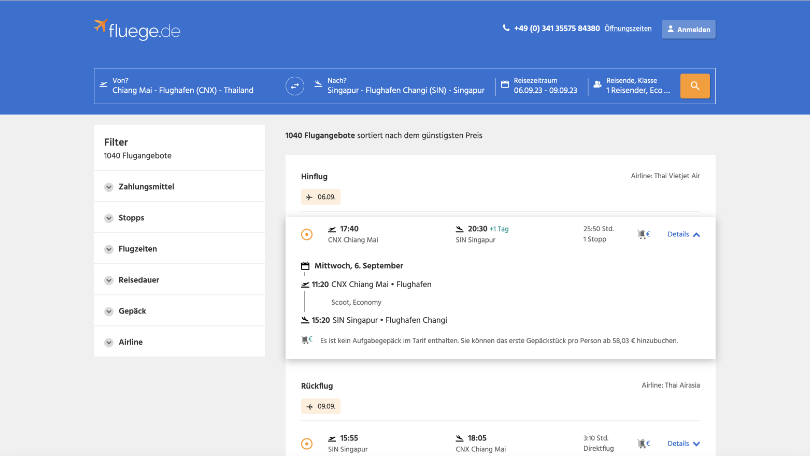 fluege.de
+49 (0) 341 35575 84380 Öffnungszeiten
Anmelden
Von?
Chiang Mai - Flughafen (CNX) - Thailand
Nach?
Singapur - Flughafen Changi (SIN) - Singapur
Reisezeitraum
06.09.23 - 09.09.23
Reisende, Klasse
1 Reisender, Eco ...
Filter
1040 Flugangebote
Zahlungsmittel
Stopps
Flugzeiten
Reisedauer
Gepäck
Airline
1040 Flugangebote sortiert nach dem günstigsten Preis
Hinflug
Airline: Thai Vietjet Air
06.09.
17:40
CNX Chiang Mai
20:30 +1 Tag
SIN Singapur
25:50 Std.
1 Stopp
€
Details
Mittwoch, 6. September
11:20 CNX Chiang Mai • Flughafen
Scoot, Economy
15:20 SIN Singapur • Flughafen Changi
€ Es ist kein Aufgabegepäck im Tarif enthalten. Sie können das erste Gepäckstück pro Person ab 58,03 € hinzubuchen.
Rückflug
Airline: Thai Airasia
09.09.
15:55
SIN Singapur
18:05
CNX Chiang Mai
3:10 Std.
Direktflug
€
Details